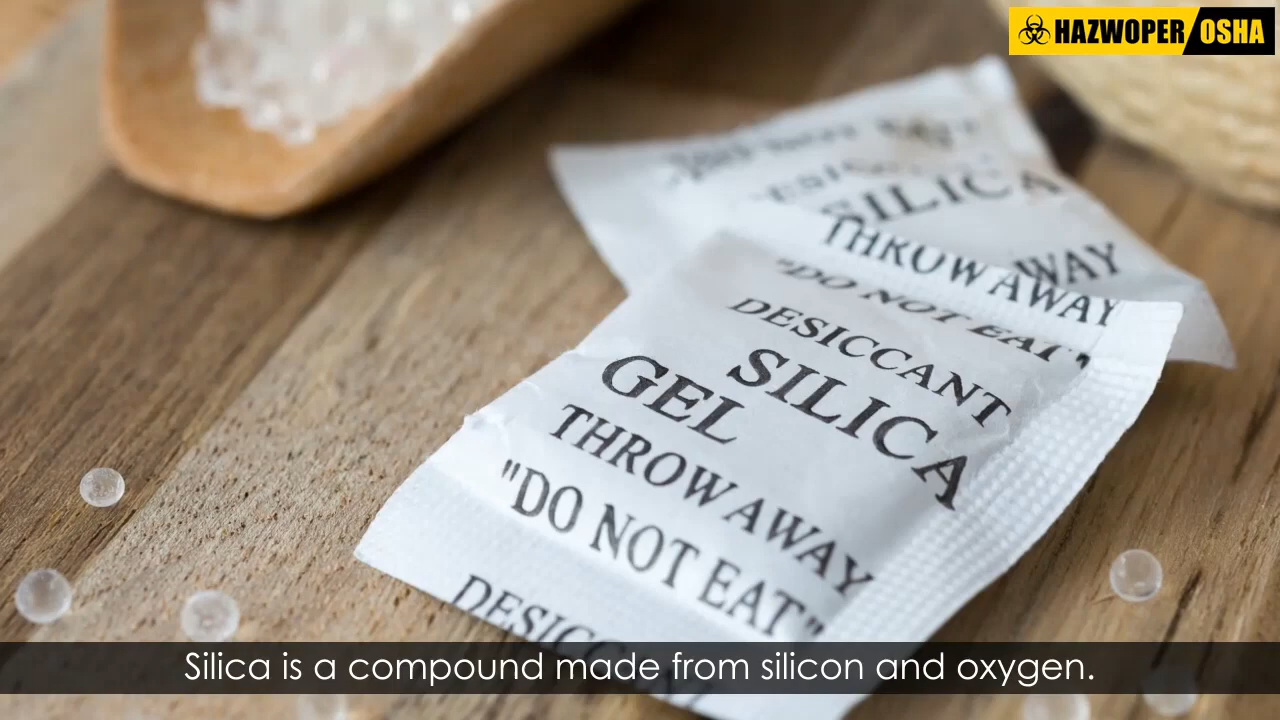 HAZWOPER OSHA
SILICA
THROW AWAY
WAY
"DO NOT EAT"
DESICCANT
SILICA
GEL
THROW AWAY
"DO NOT EAT"
Silica is a compound made from silicon and oxygen.